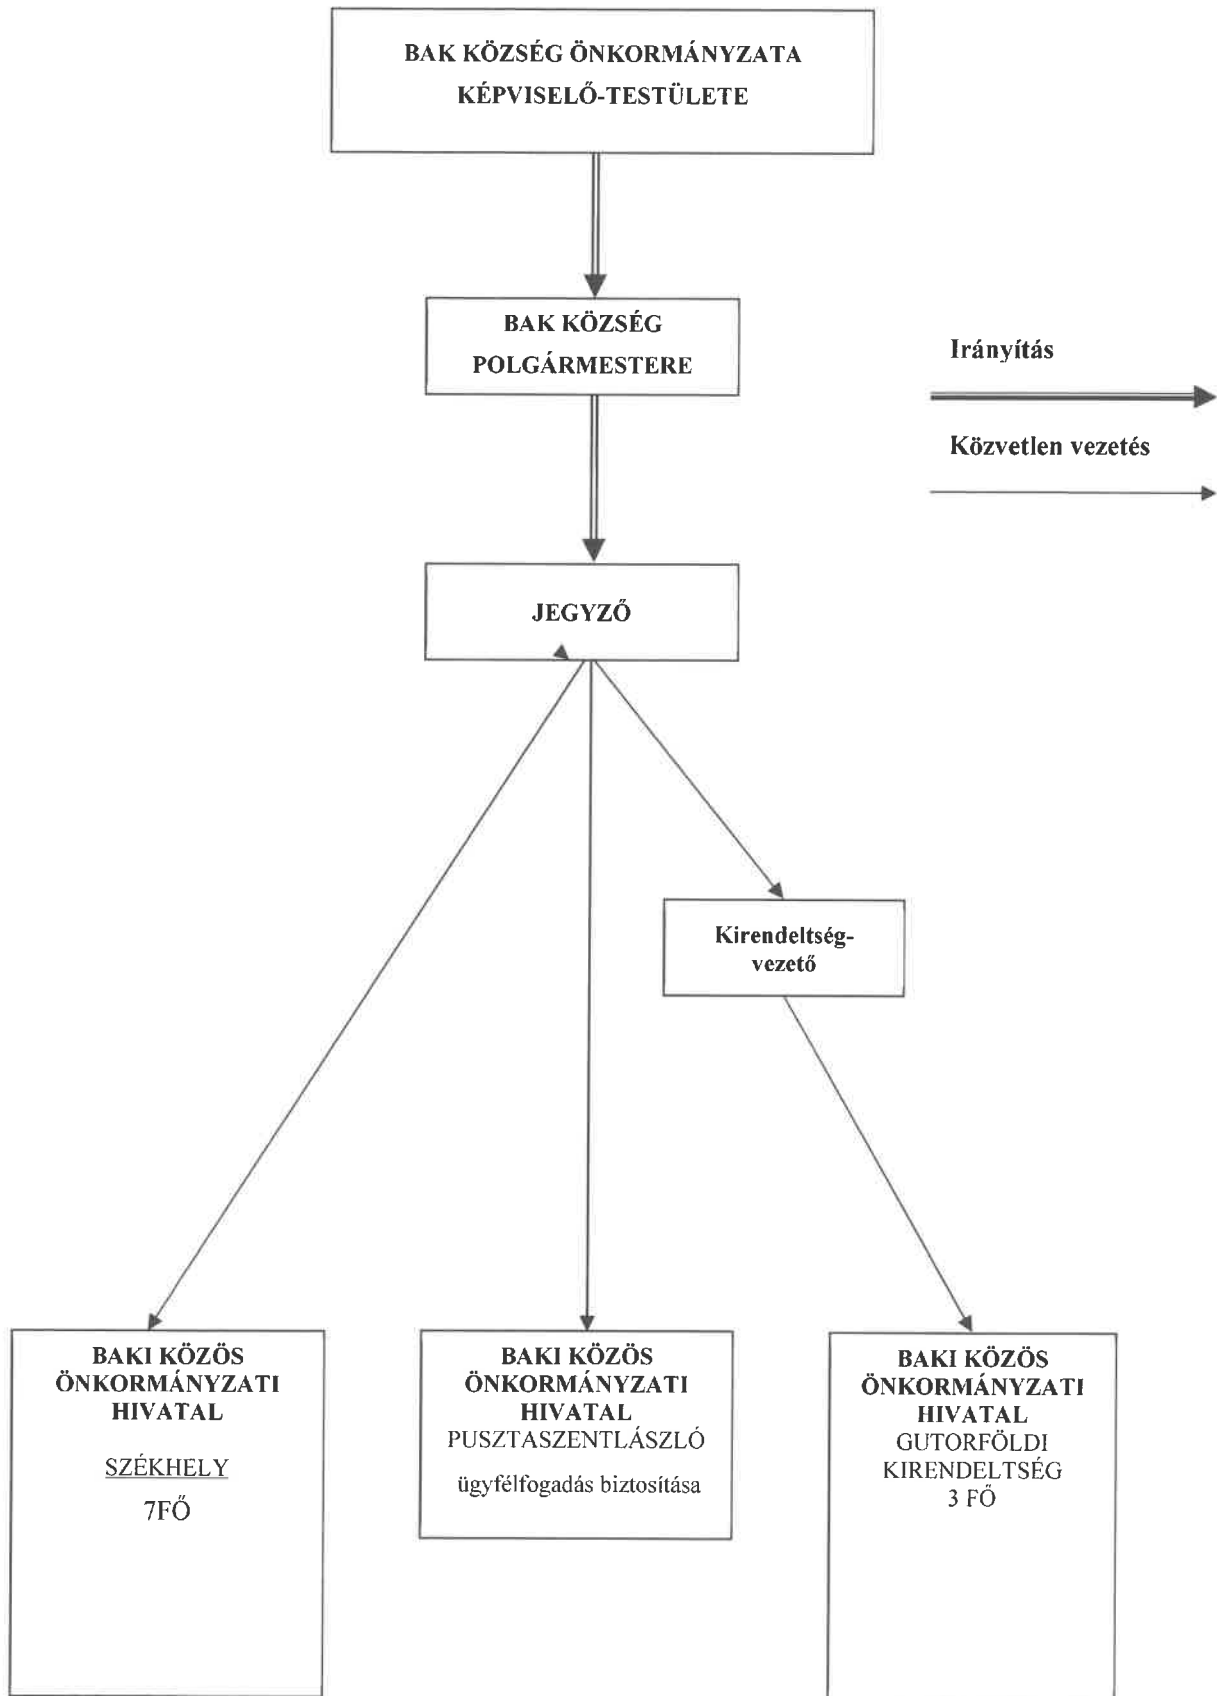 BAK KÖZSÉG ÖNKORMÁNYZATA
KÉPVISELŐ-TESTÜLETE
BAK KÖZSÉG
POLGÁRMESTERE
Irányítás
Közvetlen vezetés
JEGYZŐ
Kirendeltség-
vezető
BAKI KÖZÖS
ÖNKORMÁNYZATI
HIVATAL
SZÉKHELY
7FŐ
BAKI KÖZÖS
ÖNKORMÁNYZATI
HIVATAL
PUSZTASZENTLÁSZLÓ
ügyfélfogadás biztosítása
BAKI KÖZÖS
ÖNKORMÁNYZATI
HIVATAL
GUTORFÖLDI
KIRENDELTSÉG
3 FŐ